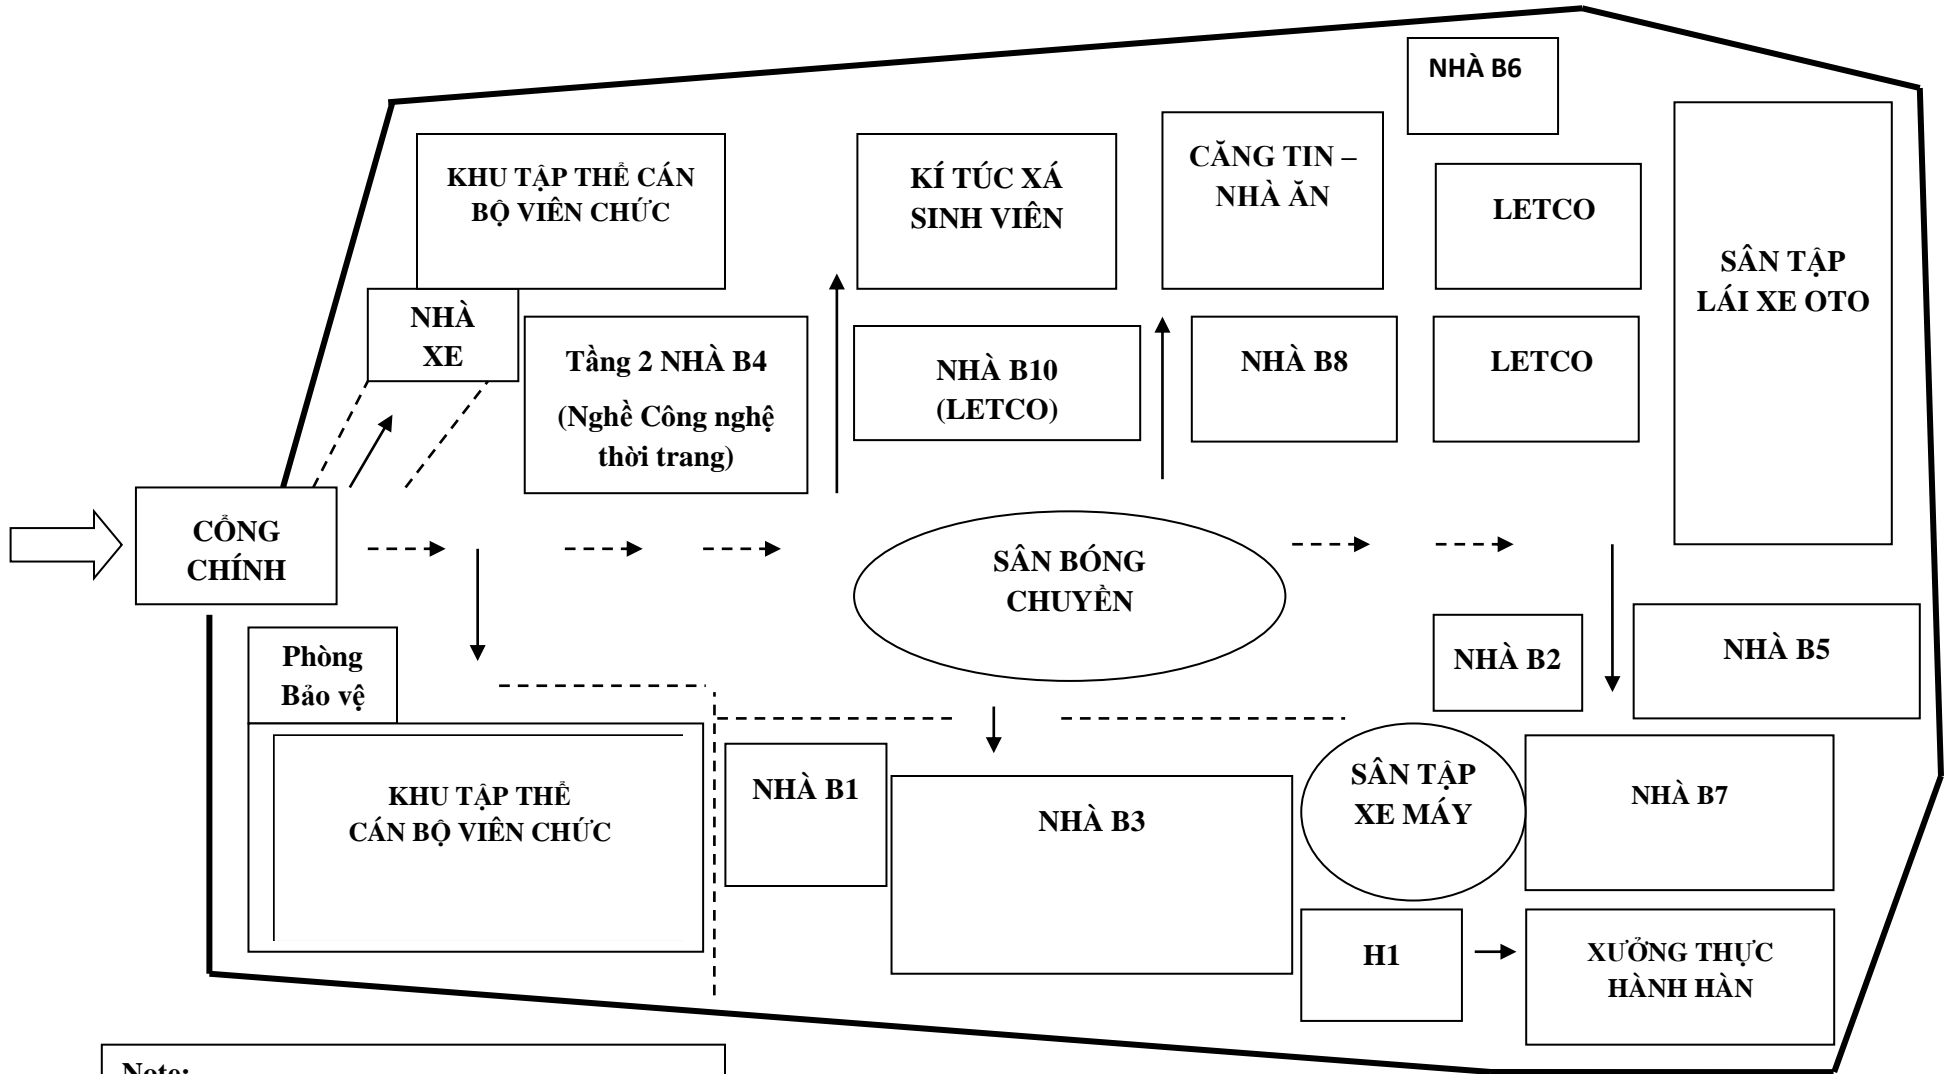 NHÀ B6
KHU TẬP THỂ CÁN
BỘ VIÊN CHỨC
KÍ TÚC XÁ
SINH VIÊN
CĂNG TIN –
NHÀ ĂN
LETCO
SÂN TẬP
LÁI XE OTO
NHÀ
XE
Tầng 2 NHÀ B4
(Nghề Công nghệ
thời trang)
NHÀ B10
(LETCO)
NHÀ B8
LETCO
CỔNG
CHÍNH
SÂN BÓNG
CHUYỀN
Phòng
Bảo vệ
NHÀ B2
NHÀ B5
KHU TẬP THỂ
CÁN BỘ VIÊN CHỨC
NHÀ B1
NHÀ B3
SÂN TẬP
XE MÁY
NHÀ B7
H1
XƯỞNG THỰC
HÀNH HÀN
Note: